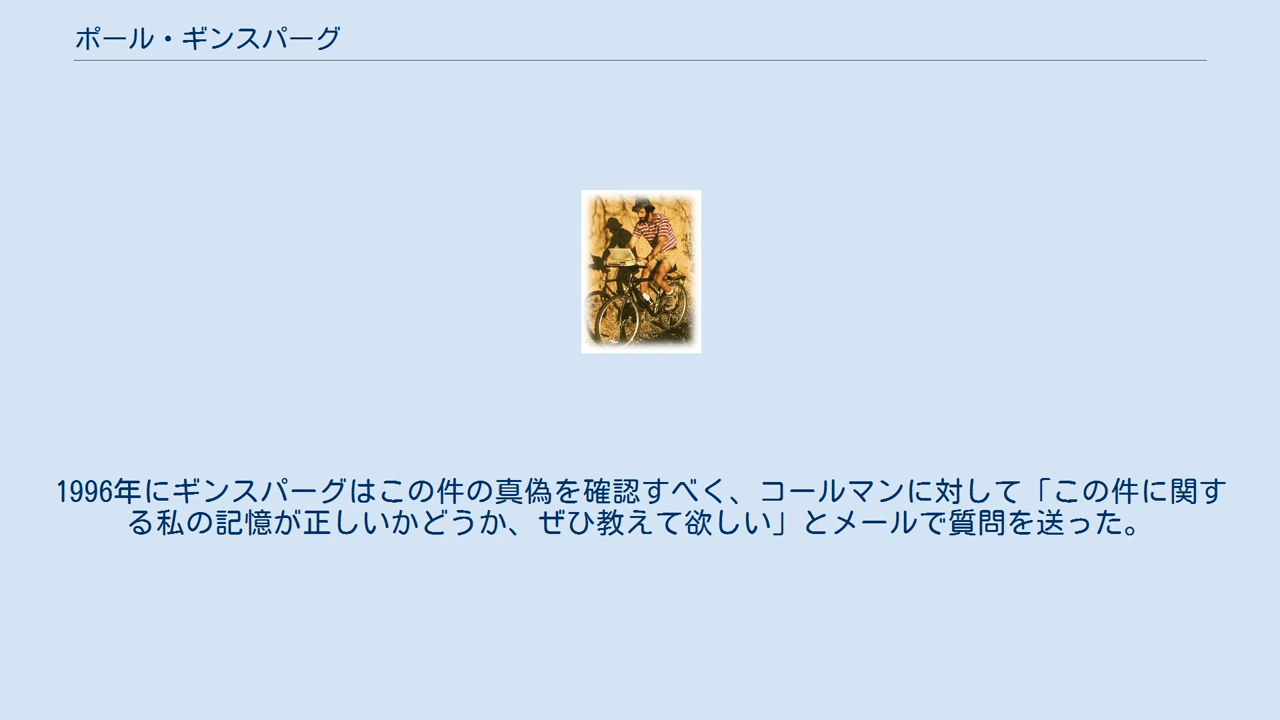 ポール・ギンスパーグ
1996年にギンスパーグはこの件の真偽を確認すべく、コールマンに対して「この件に関す
る私の記憶が正しいかどうか、ぜひ教えて欲しい」とメールで質問を送った。